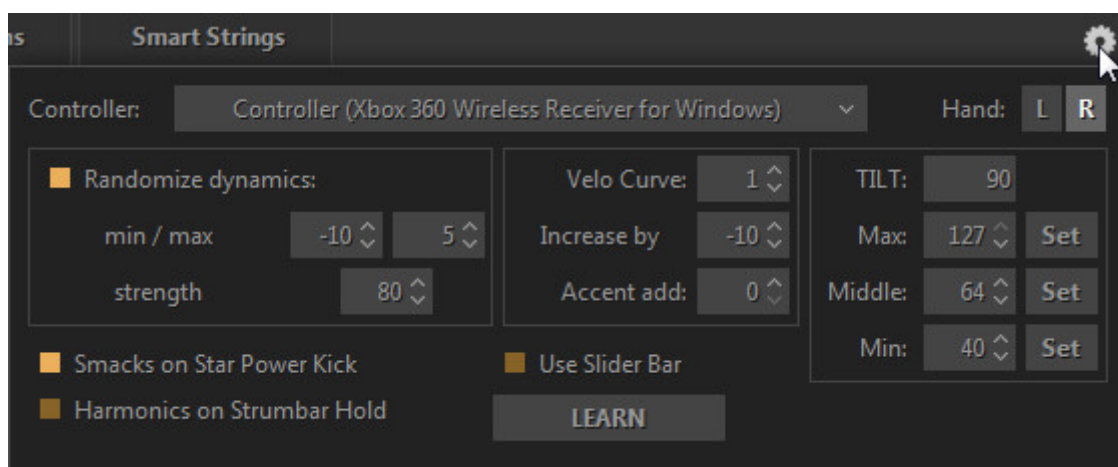 ns Smart Strings
Controller: Controller (Xbox 360 Wireless Receiver for Windows) Hand: L R
Randomize dynamics: Velo Curve: 1 TILT: 90
min / max -10 5 Increase by -10 Max: 127 Set
strength 80 Accent add: 0 Middle: 64 Set
Min: 40 Set
Smacks on Star Power Kick Use Slider Bar
Harmonics on Strumbar Hold LEARN